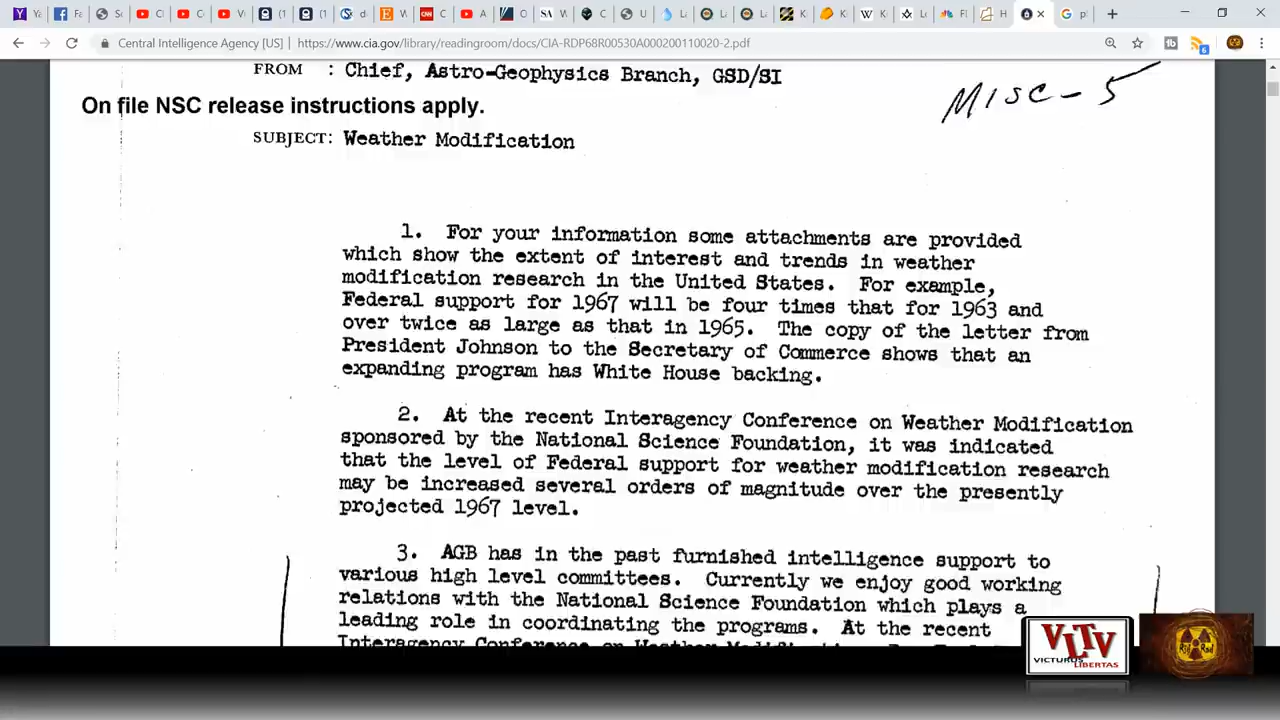 Central Intelligence Agency [US] | https://www.cia.gov/library/readingroom/docs/CIA-RDP68R00530A000200110020-2.pdf
FROM : Chief, Astro-Geophysics Branch, GSD/SI
Misc-5
On file NSC release instructions apply.
SUBJECT: Weather Modification
1. For your information some attachments are provided
which show the extent of interest and trends in weather
modification research in the United States. For example,
Federal support for 1967 will be four times that for 1963 and
over twice as large as that in 1965. The copy of the letter from
President Johnson to the Secretary of Commerce shows that an
expanding program has White House backing.
2. At the recent Interagency Conference on Weather Modification
sponsored by the National Science Foundation, it was indicated
that the level of Federal support for weather modification research
may be increased several orders of magnitude over the presently
projected 1967 level.
3. AGB has in the past furnished intelligence support to
various high level committees. Currently we enjoy good working
relations with the National Science Foundation which plays a
leading role in coordinating the programs. At the recent
Interagency Conference on Weather
VLTV
VICTURUS
LIBERTAS